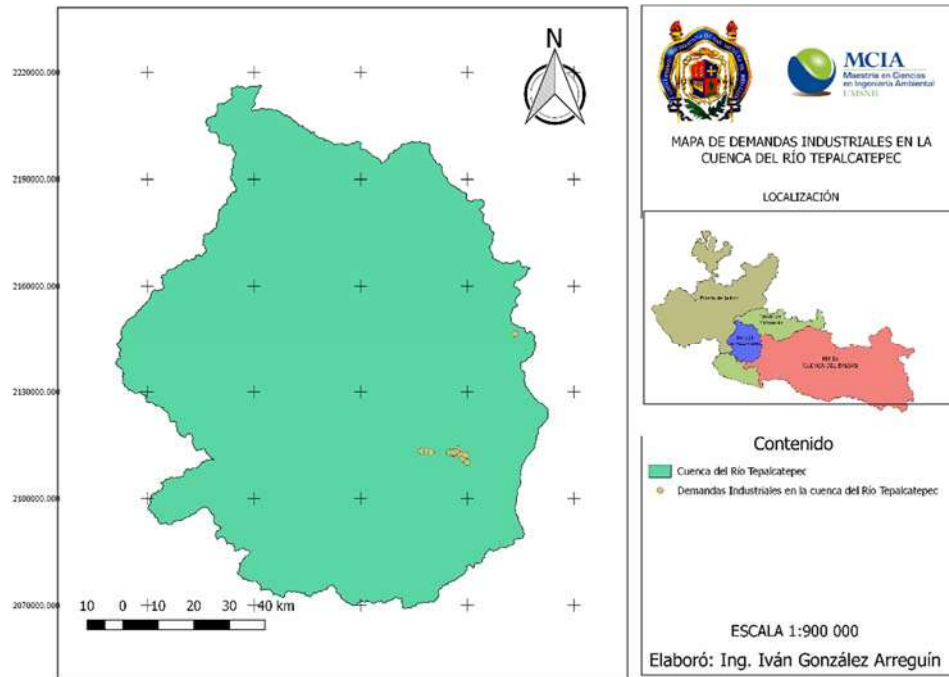 2220000.000
2190000.000
2160000.000
2130000.000
2100000.000
2070000.000
N
10 0 10 20 30 40 km
MCIA
Maestría en Ciencias
en Ingeniería Ambiental
UMSNH
MAPA DE DEMANDAS INDUSTRIALES EN LA
CUENCA DEL RÍO TEPALCATEPEC
LOCALIZACIÓN
CUENCA DEL BALSAS
Contenido
Cuenca del Río Tepalcatepec
Demandas Industriales en la cuenca del Río Tepalcatepec
ESCALA 1:900 000
Elaboró: Ing. Iván González Arreguín